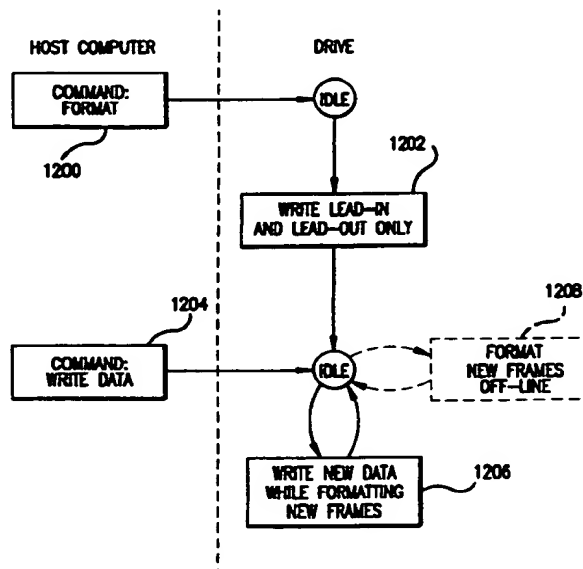 HOST COMPUTER
DRIVE
COMMAND:
FORMAT
1200
IDLE
1202
WRITE LEAD-IN
AND LEAD-OUT ONLY
1204
COMMAND:
WRITE DATA
IDLE
1208
FORMAT
NEW FRAMES
OFF-LINE
WRITE NEW DATA
WHILE FORMATTING
NEW FRAMES
1206